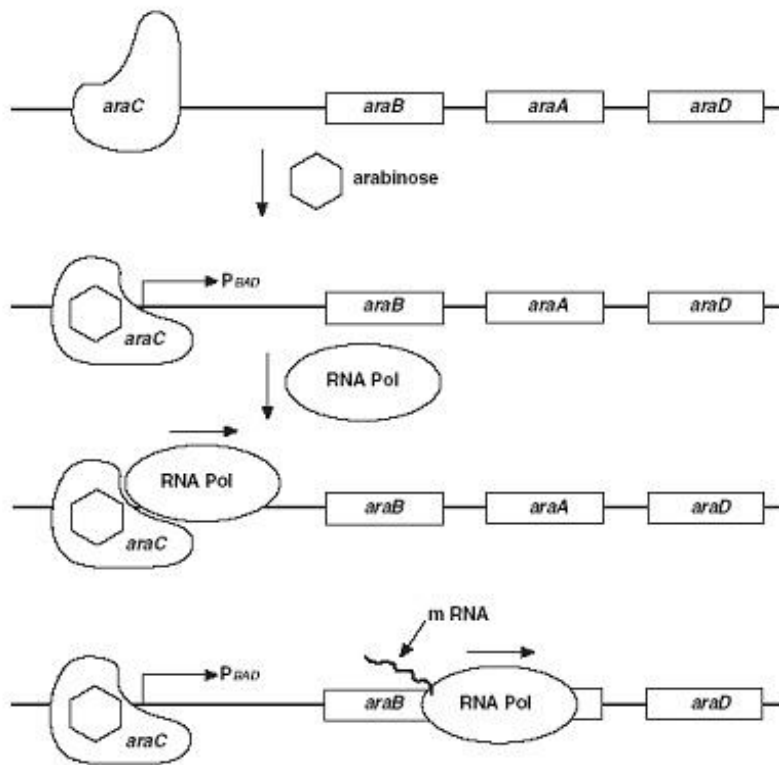 araC araB araA araD
arabinose
PBAD
araB araA araD
araC
RNA Pol
RNA Pol
araB araA araD
araC
m RNA
PBAD
araB RNA Pol araD
araC